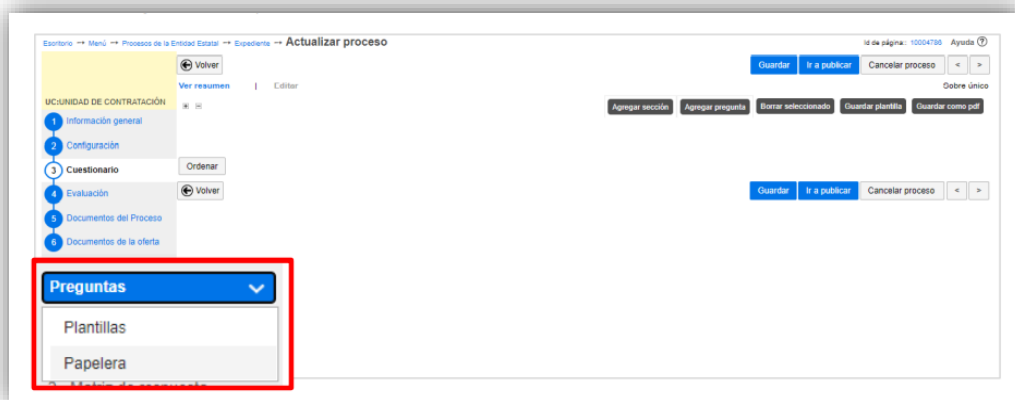 Escritorio → Menú → Procesos de la Entidad Estatal → Expediente → Actualizar proceso
Id de página:: 10004786 Ayuda ?
Volver
Guardar Ir a publicar Cancelar proceso < >
Ver resumen | Editar
Sobre único
UC:UNIDAD DE CONTRATACIÓN
Agregar sección Agregar pregunta Borrar seleccionado Guardar plantilla Guardar como pdf
1 Información general
2 Configuración
3 Cuestionario
Ordenar
4 Evaluación
Volver
Guardar Ir a publicar Cancelar proceso < >
5 Documentos del Proceso
6 Documentos de la oferta
Preguntas
Plantillas
Papelera